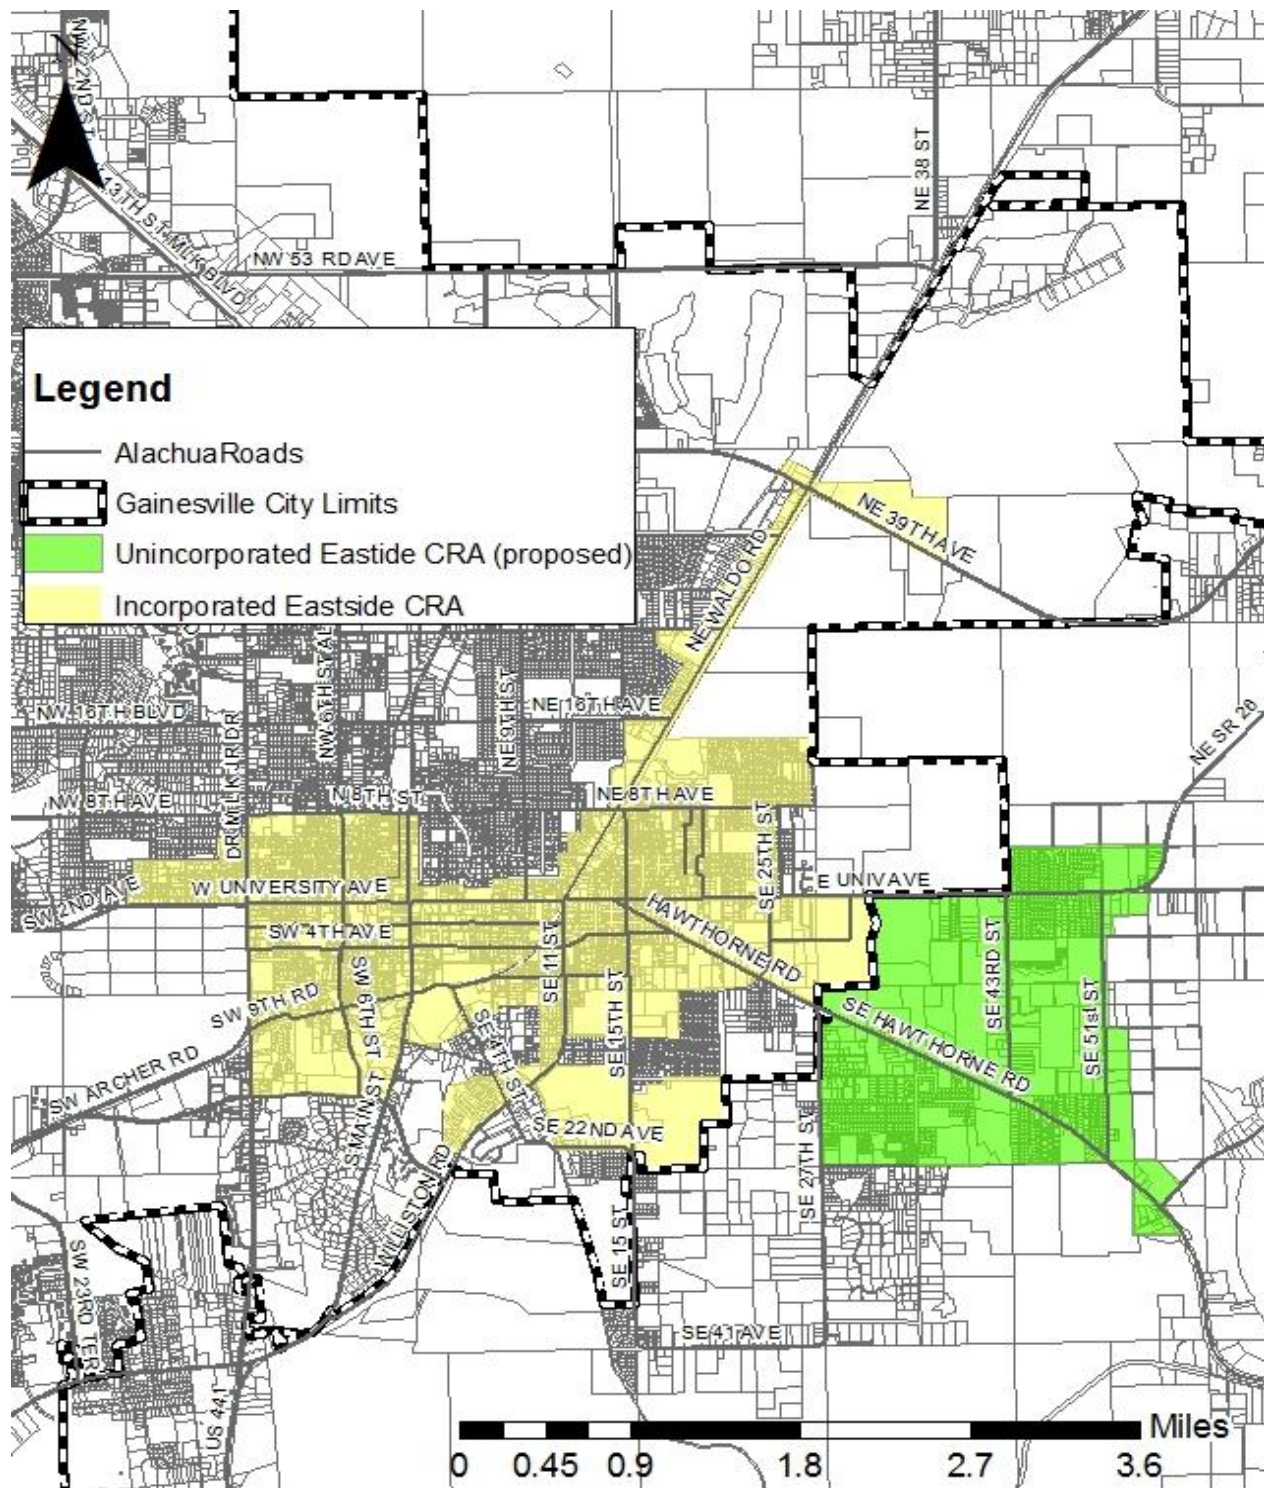 N
NW 22ND ST
NE 38 ST
13TH ST MLK BLVD
NW 53 RD AVE
Legend
AlachuaRoads
Gainesville City Limits
Unincorporated Eastide CRA (proposed)
Incorporated Eastside CRA
NE 39TH AVE
NE WALDO RD
NW 16TH BLVD
DR M L K JR DR
NW 6TH ST
NE 9TH ST
NE 16TH AVE
NE SR 26
NW 8TH AVE
N 8TH ST
NE 8TH AVE
SE 25TH ST
SW 2ND AVE
W UNIVERSITY AVE
E UNIV AVE
HAWTHORNE RD
SW 4TH AVE
SE 11 ST
SE 43RD ST
SW 9TH RD
SW 6TH ST
SE 4TH ST
SE 15TH ST
SE HAWTHORNE RD
SE 51st ST
SW ARCHER RD
S MAIN ST
SE 22ND AVE
SE 27TH ST
WILLISTON RD
SE 15 ST
SW 23RD TER
SE 41 AVE
US 441
Miles
0 0.45 0.9 1.8 2.7 3.6